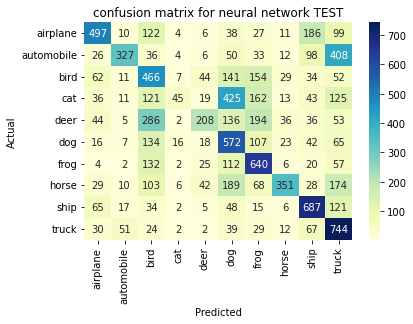 confusion matrix for neural network TEST
airplane 497 10 122 4 6 38 27 11 186 99
automobile 26 327 36 4 6 50 33 12 98 408
bird 62 11 466 7 44 141 154 29 34 52
cat 36 11 121 45 19 425 162 13 43 125
deer 44 5 286 2 208 136 194 36 36 53
dog 16 7 134 16 18 572 107 23 42 65
frog 4 2 132 2 25 112 640 6 20 57
horse 29 10 103 6 42 189 68 351 28 174
ship 65 17 34 2 5 48 15 6 687 121
truck 30 51 24 2 2 39 29 12 67 744
airplane automobile bird cat deer dog frog horse ship truck
Predicted
Actual
700
600
500
400
300
200
100